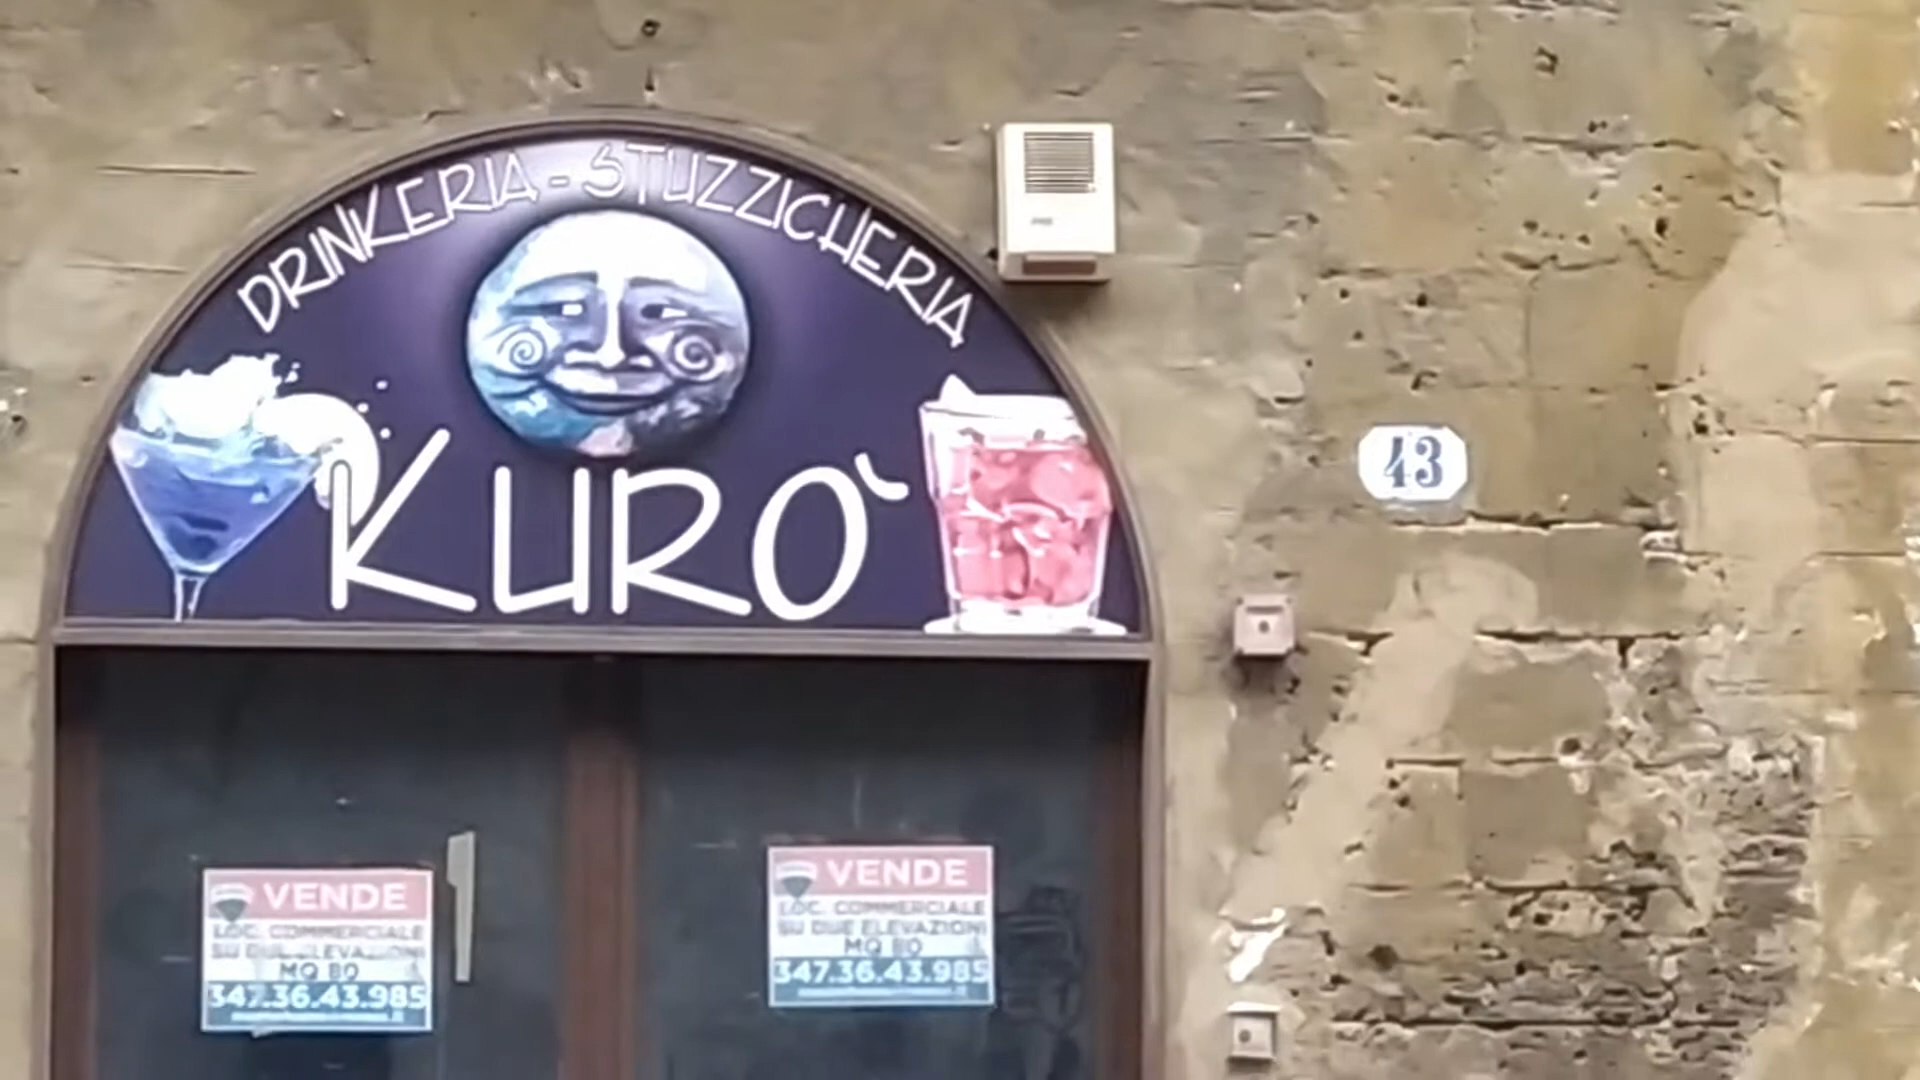 DRINKERIA - STUZZICHERIA
KURO`
43
VENDE
LOC. COMMERCIALE
SU DUE ELEVAZIONI
MQ 80
347.36.43.985
VENDE
LOC. COMMERCIALE
SU DUE ELEVAZIONI
MQ 80
347.36.43.985